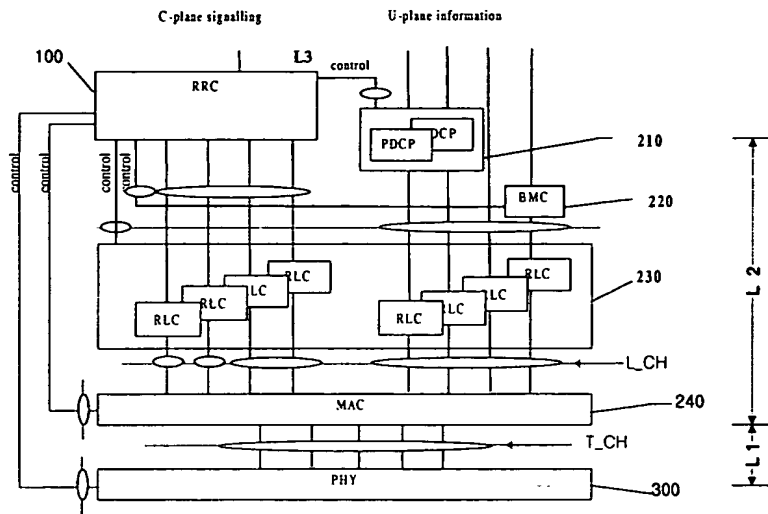 C-plane signalling
U-plane information
L3
100
RRC
control
control
control
control
control
PDCP
DCP
210
BMC
220
RLC
RLC
LC
RLC
RLC
RLC
LC
RLC
230
L 2
L_CH
MAC
240
T_CH
L 1
PHY
300